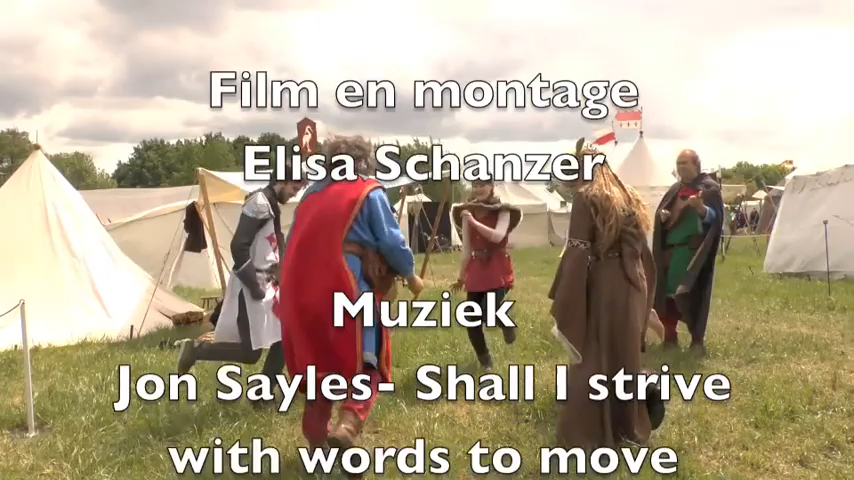 Film en montage
Elisa Schanzer
Muziek
Jon Sayles- Shall I strive
with words to move